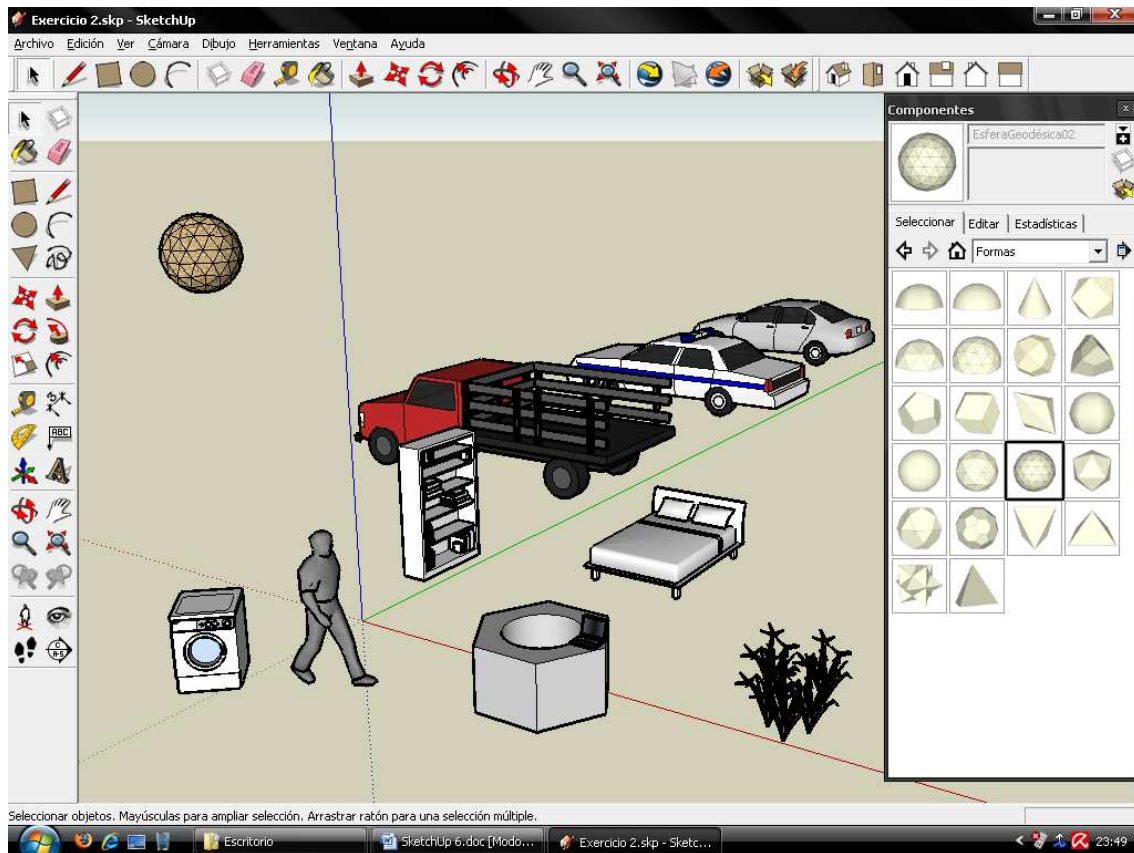 Exercicio 2.skp - SketchUp
Archivo Edición Ver Cámara Dibujo Herramientas Ventana Ayuda
Componentes
EsferaGeodésica02
Seleccionar Editar Estadísticas
Formas
ABC
Seleccionar objetos. Mayúsculas para ampliar selección. Arrastrar ratón para una selección múltiple.
Escritorio SketchUp 6.doc [Modo... Exercicio 2.skp - Sketc... 23:49